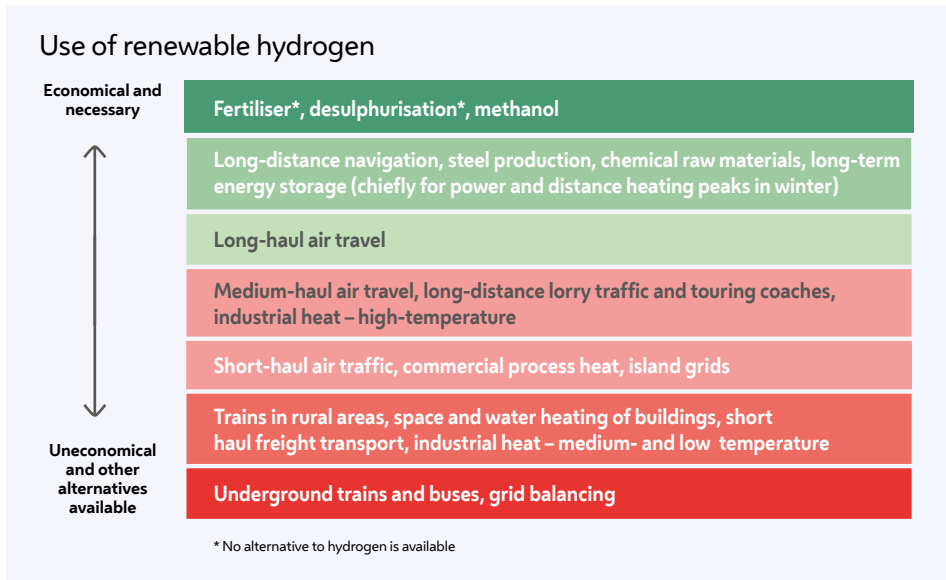 Use of renewable hydrogen
Economical and
necessary
Fertiliser*, desulphurisation*, methanol
Long-distance navigation, steel production, chemical raw materials, long-term
energy storage (chiefly for power and distance heating peaks in winter)
Long-haul air travel
Medium-haul air travel, long-distance lorry traffic and touring coaches,
industrial heat – high-temperature
Short-haul air traffic, commercial process heat, island grids
Trains in rural areas, space and water heating of buildings, short
haul freight transport, industrial heat – medium- and low temperature
Uneconomical
and other
alternatives
available
Underground trains and buses, grid balancing
* No alternative to hydrogen is available